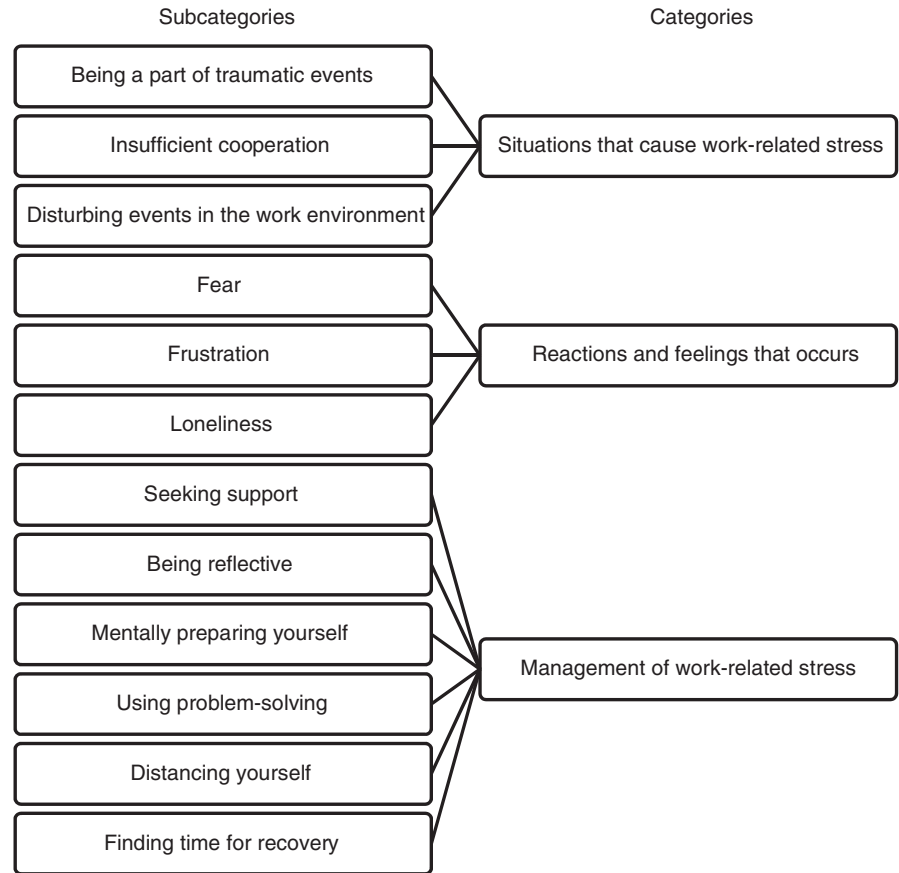 Subcategories
Categories
Being a part of traumatic events
Insufficient cooperation
Situations that cause work-related stress
Disturbing events in the work environment
Fear
Frustration
Reactions and feelings that occurs
Loneliness
Seeking support
Being reflective
Mentally preparing yourself
Management of work-related stress
Using problem-solving
Distancing yourself
Finding time for recovery